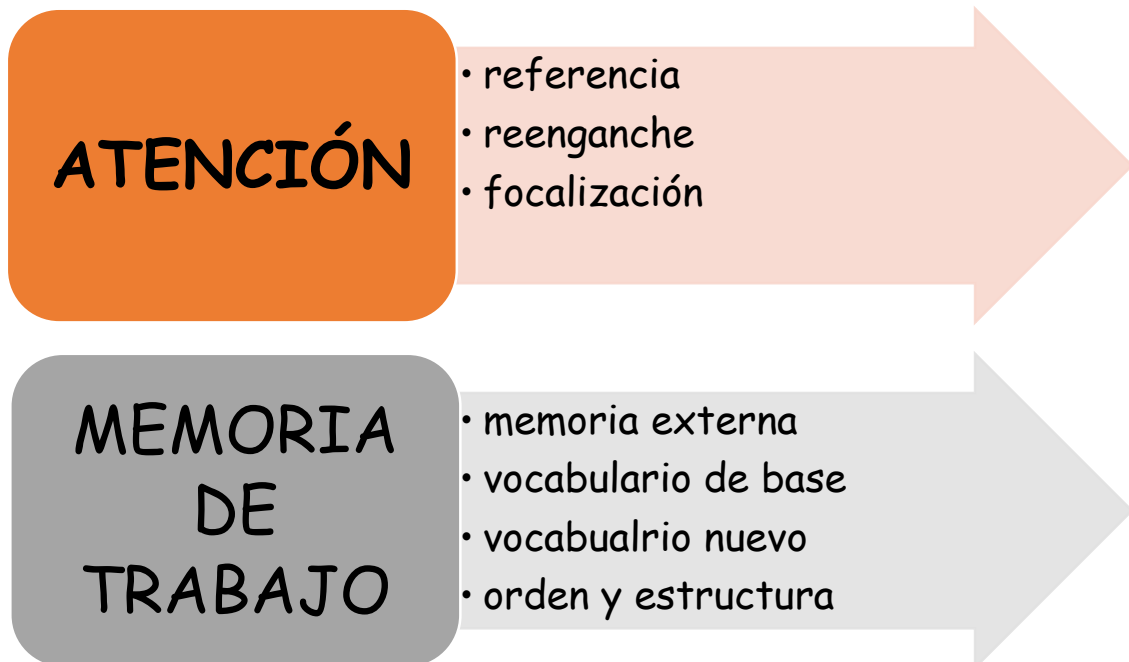 ATENCIÓN
• referencia
• reenganche
• focalización
MEMORIA
DE
TRABAJO
• memoria externa
• vocabulario de base
• vocabualrio nuevo
• orden y estructura